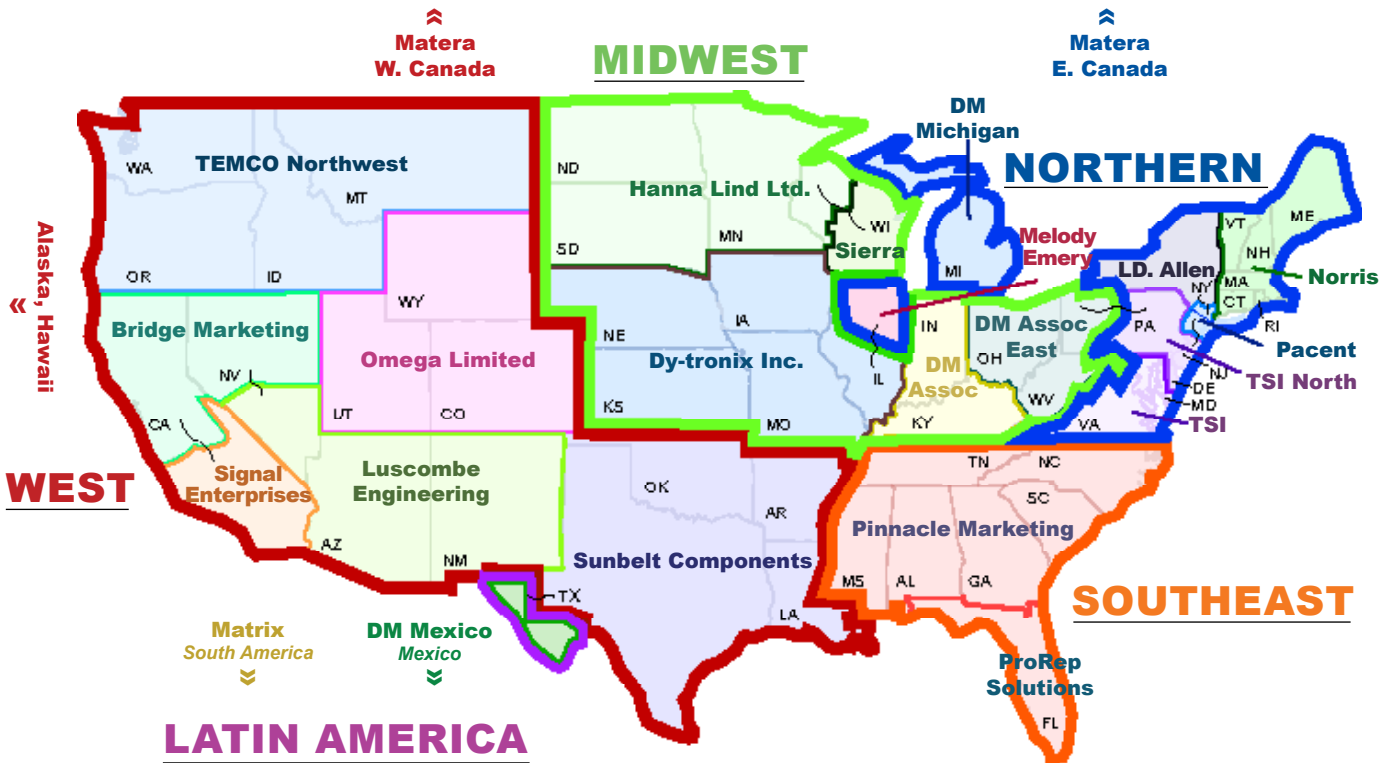 Matera
W. Canada
MIDWEST
Matera
E. Canada
DM
Michigan
NORTHERN
WA
TEMCO Northwest
MT
OR
ID
ND
Hanna Lind Ltd.
SD
MN
WI
Sierra
MI
Melody
Emery
LD. Allen
NY
VT
ME
NH
MA
CT
RI
Norris
Alaska, Hawaii
Bridge Marketing
NV
CA
WY
Omega Limited
UT
CO
NE
IA
Dy-tronix Inc.
KS
MO
IL
IN
DM
Assoc
KY
DM Assoc
East
OH
WV
PA
Pacent
NJ
TSI North
DE
MD
TSI
VA
WEST
Signal
Enterprises
Luscombe
Engineering
AZ
NM
OK
AR
Sunbelt Components
TX
LA
TN
NC
SC
Pinnacle Marketing
MS
AL
GA
SOUTHEAST
ProRep
Solutions
FL
Matrix
South America
DM Mexico
Mexico
LATIN AMERICA